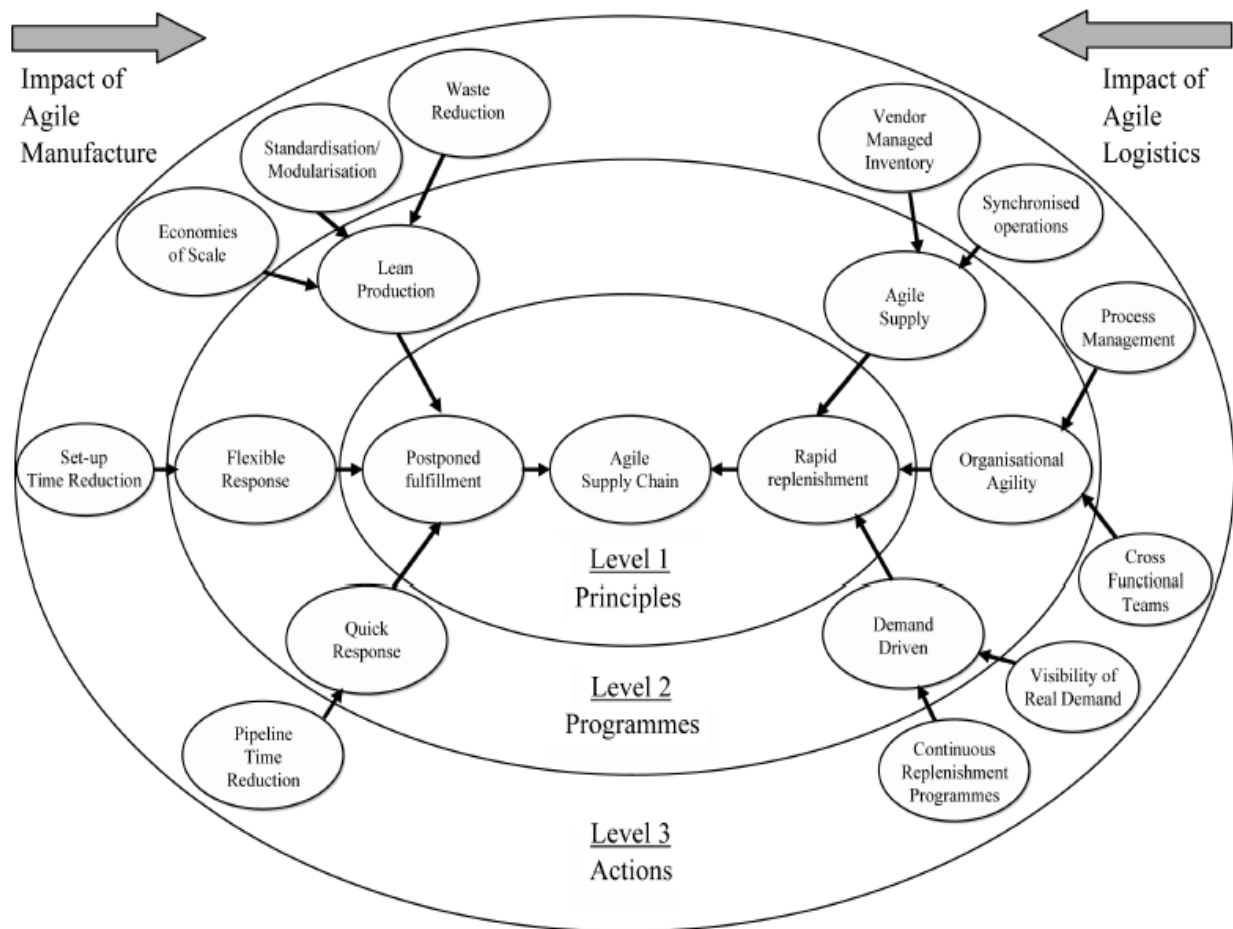 Impact of
Agile
Manufacture
Impact of
Agile
Logistics
Waste
Reduction
Standardisation/
Modularisation
Economies
of Scale
Lean
Production
Vendor
Managed
Inventory
Synchronised
operations
Agile
Supply
Process
Management
Set-up
Time Reduction
Flexible
Response
Postponed
fulfillment
Agile
Supply Chain
Rapid
replenishment
Organisational
Agility
Level 1
Principles
Cross
Functional
Teams
Quick
Response
Demand
Driven
Level 2
Programmes
Visibility of
Real Demand
Pipeline
Time
Reduction
Continuous
Replenishment
Programmes
Level 3
Actions